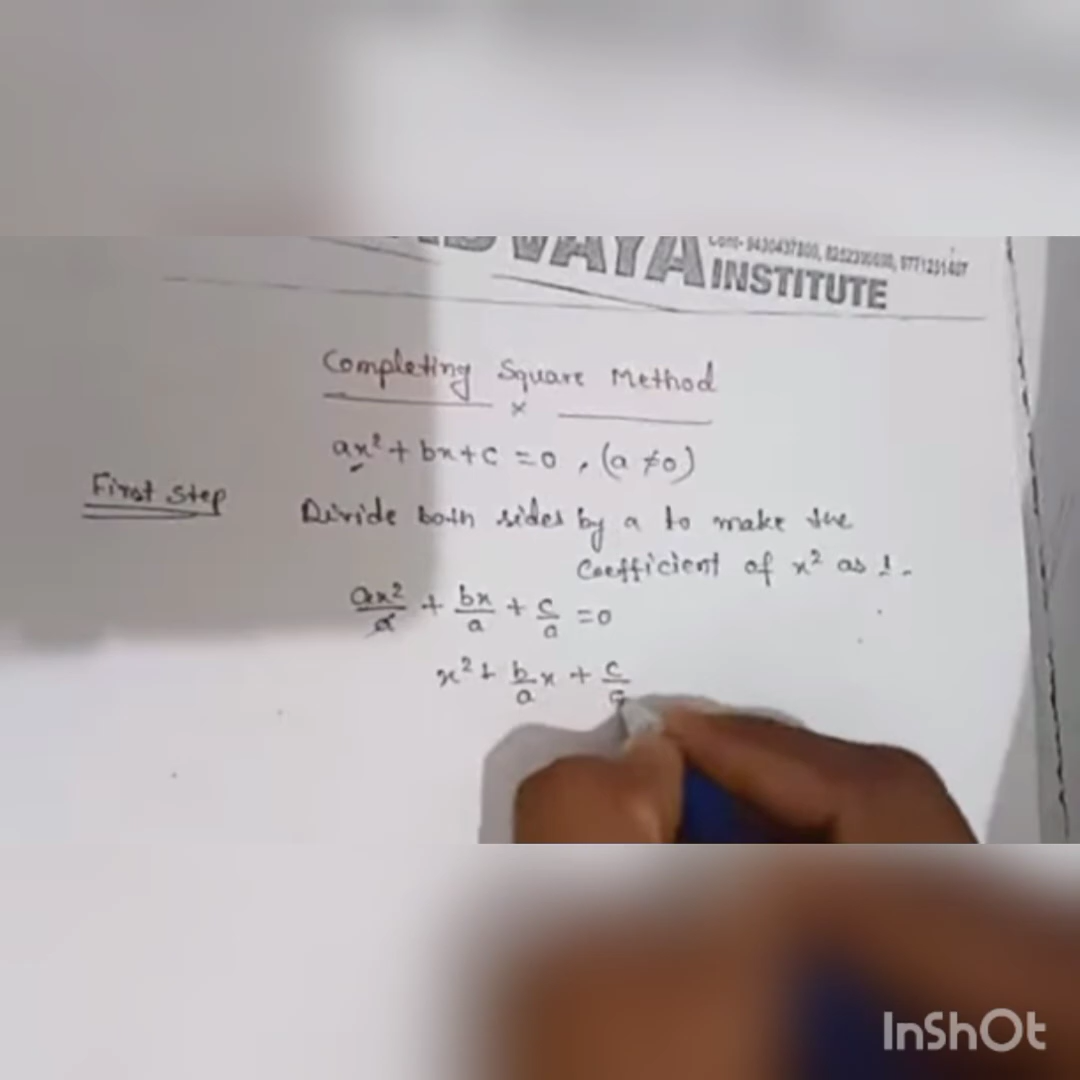 INSTITUTE
Completing Square Method
×
ax² + bx + c = 0 , (a ≠ 0)
First Step
Divide both sides by a to make the
Coefficient of x² as 1.
ax²/a + bx/a + c/a = 0
x² + b/a x + c/a
InShOt